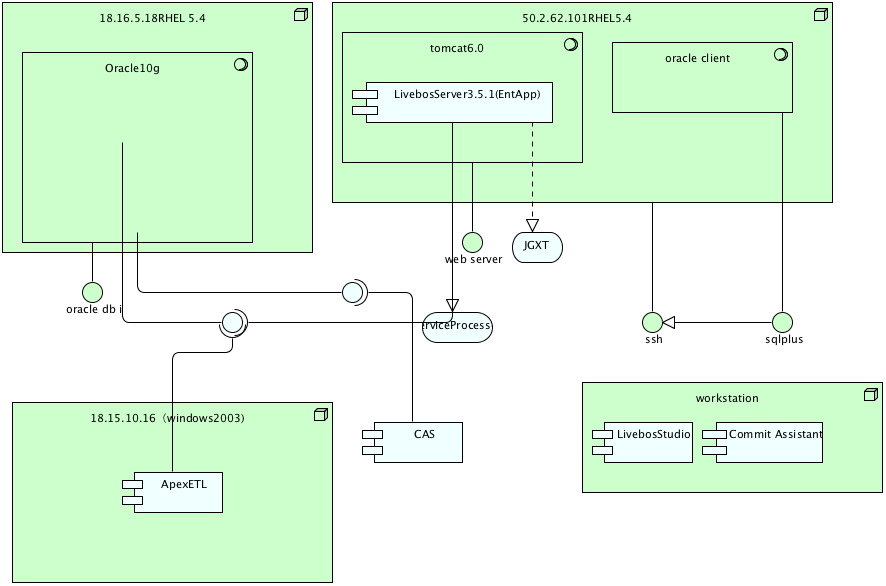 18.16.5.18RHEL 5.4
50.2.62.101RHEL5.4
Oracle10g
tomcat6.0
oracle client
LivebosServer3.5.1(EntApp)
JGXT
web server
oracle db i
erviceProcess
ssh
sqlplus
18.15.10.16（windows2003)
CAS
workstation
LivebosStudio
Commit Assistant
ApexETL